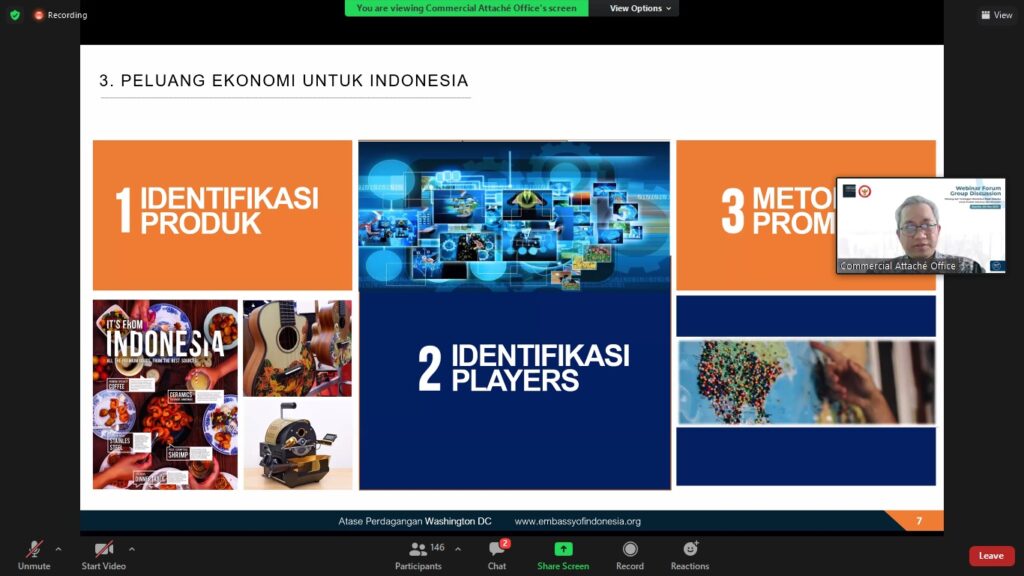 Recording
You are viewing Commercial Attaché Office's screen
View Options
View
3. PELUANG EKONOMI UNTUK INDONESIA
1 IDENTIFIKASI
PRODUK
3 METO
PROM
Webinar Forum
Group Discussion
Commercial Attaché Office
IT'S FROM
INDONESIA
COFFEE
CERAMICS
STAINLES
STEEL
SHRIMP
DINNER TABLE
2 IDENTIFIKASI
PLAYERS
Atase Perdagangan Washington DC
www.embassyofindonesia.org
7
Unmute
Start Video
146
Participants
2
Chat
Share Screen
Record
Reactions
Leave